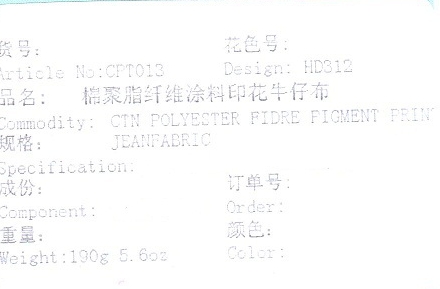 货号: 花色号:
Article No:CPT013 Design: HD312
品名: 棉聚脂纤维涂料印花牛仔布
Commodity: CTN POLYESTER FIDRE PIGMENT PRINT
规格: JEANFABRIC
Specification:
成份: 订单号:
Component: Order:
重量: 颜色:
Weight:190g 5.6oz Color: